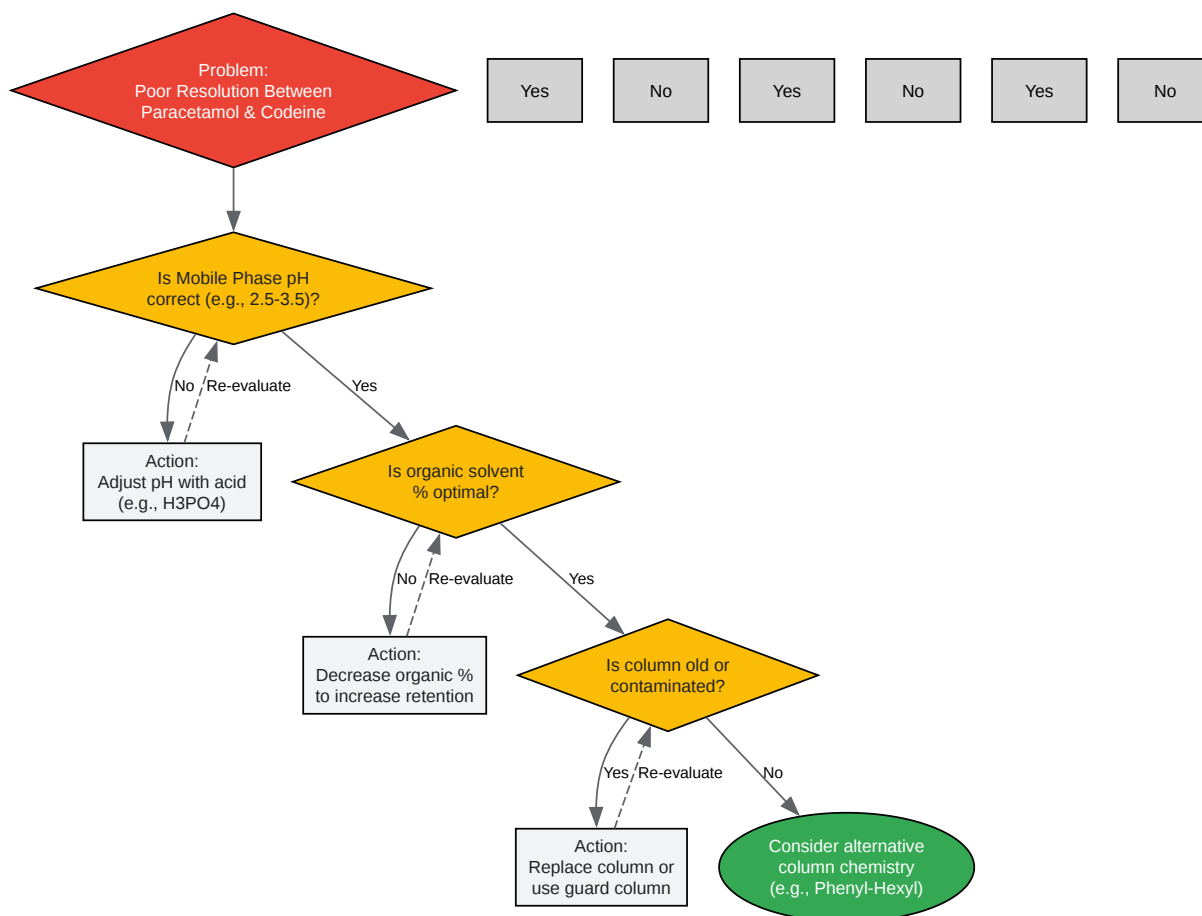 Problem:
Poor Resolution Between
Paracetamol & Codeine
Yes
No
Yes
No
Yes
No
Is Mobile Phase pH
correct (e.g., 2.5-3.5)?
No
Re-evaluate
Yes
Action:
Adjust pH with acid
(e.g., H3PO4)
Is organic solvent
% optimal?
No
Re-evaluate
Yes
Action:
Decrease organic %
to increase retention
Is column old or
contaminated?
Yes
Re-evaluate
No
Action:
Replace column or
use guard column
Consider alternative
column chemistry
(e.g., Phenyl-Hexyl)